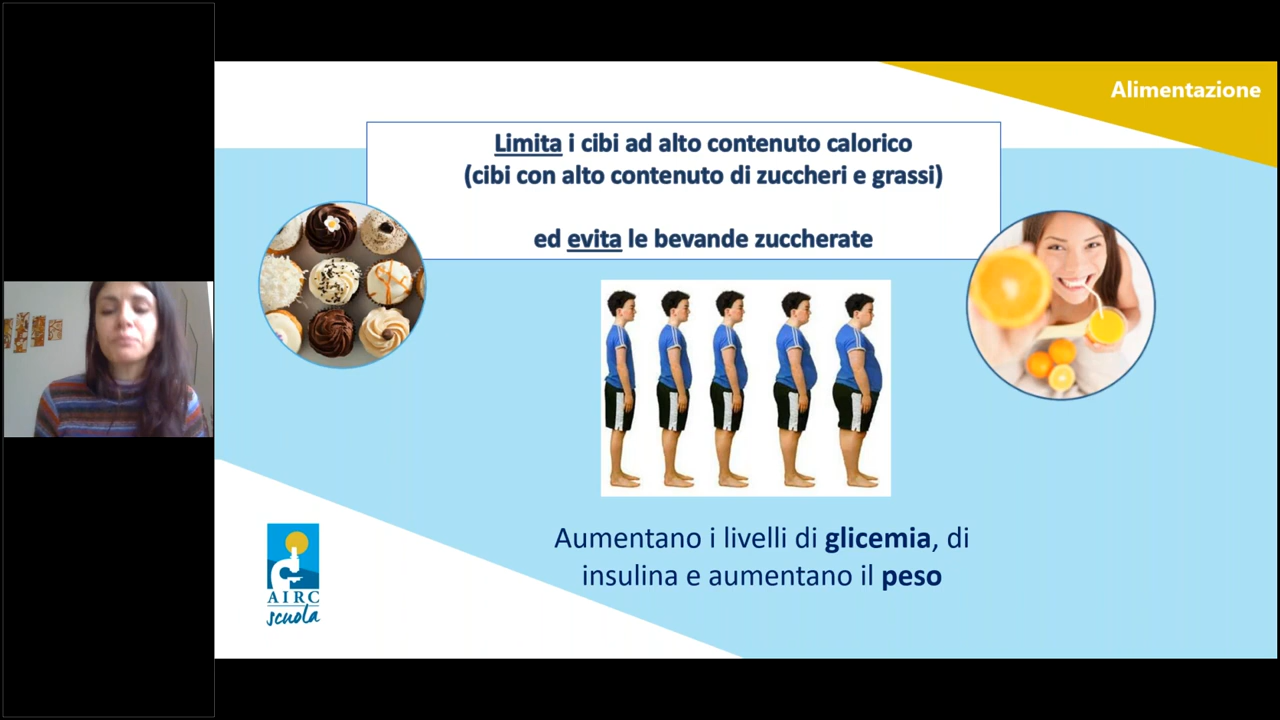 Alimentazione
Limita i cibi ad alto contenuto calorico
(cibi con alto contenuto di zuccheri e grassi)
ed evita le bevande zuccherate
Aumentano i livelli di glicemia, di
insulina e aumentano il peso
AIRC
scuola